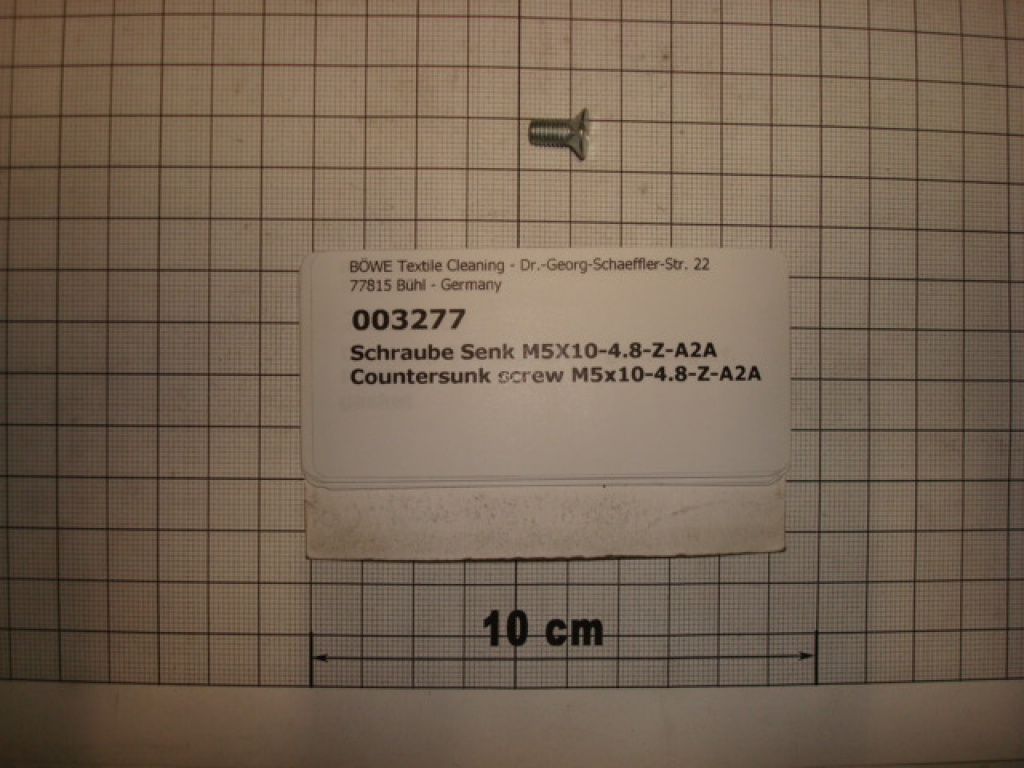 BÖWE Textile Cleaning - Dr.-Georg-Schaeffler-Str. 22
77815 Bühl - Germany
003277
Schraube Senk M5X10-4.8-Z-A2A
Countersunk screw M5x10-4.8-Z-A2A
10 cm